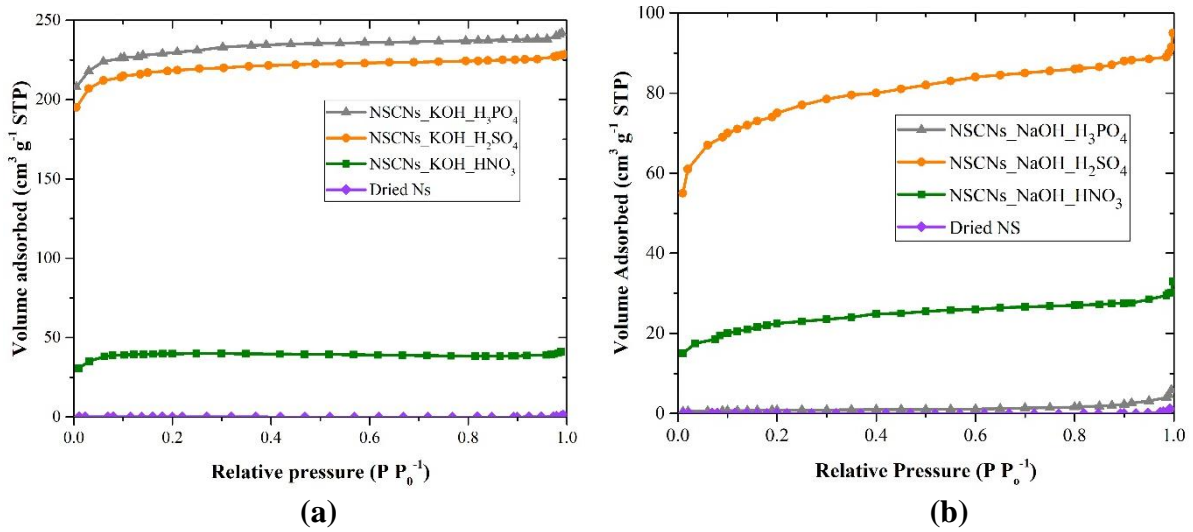 250
200
150
100
50
0
Volume adsorbed (cm³ g⁻¹ STP)
NSCNs_KOH_H₃PO₄
NSCNs_KOH_H₂SO₄
NSCNs_KOH_HNO₃
Dried Ns
0.0 0.2 0.4 0.6 0.8 1.0
Relative pressure (P P₀⁻¹)
(a)
100
80
60
40
20
0
Volume Adsorbed (cm³ g⁻¹ STP)
NSCNs_NaOH_H₃PO₄
NSCNs_NaOH_H₂SO₄
NSCNs_NaOH_HNO₃
Dried NS
0.0 0.2 0.4 0.6 0.8 1.0
Relative Pressure (P Pₒ⁻¹)
(b)